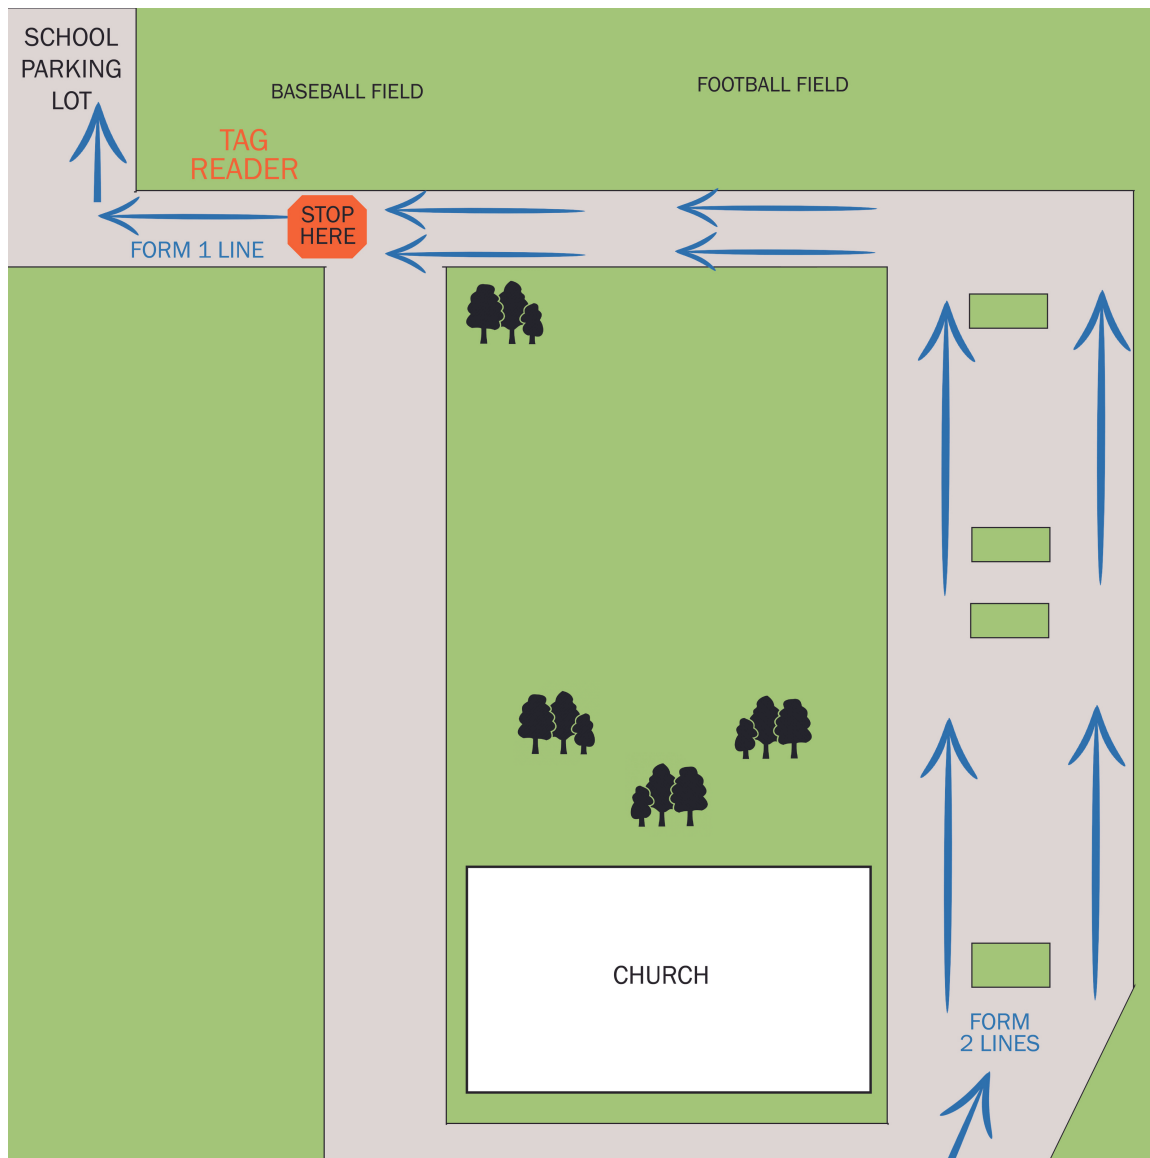 SCHOOL
PARKING
LOT
BASEBALL FIELD
FOOTBALL FIELD
TAG
READER
STOP
HERE
FORM 1 LINE
CHURCH
FORM
2 LINES